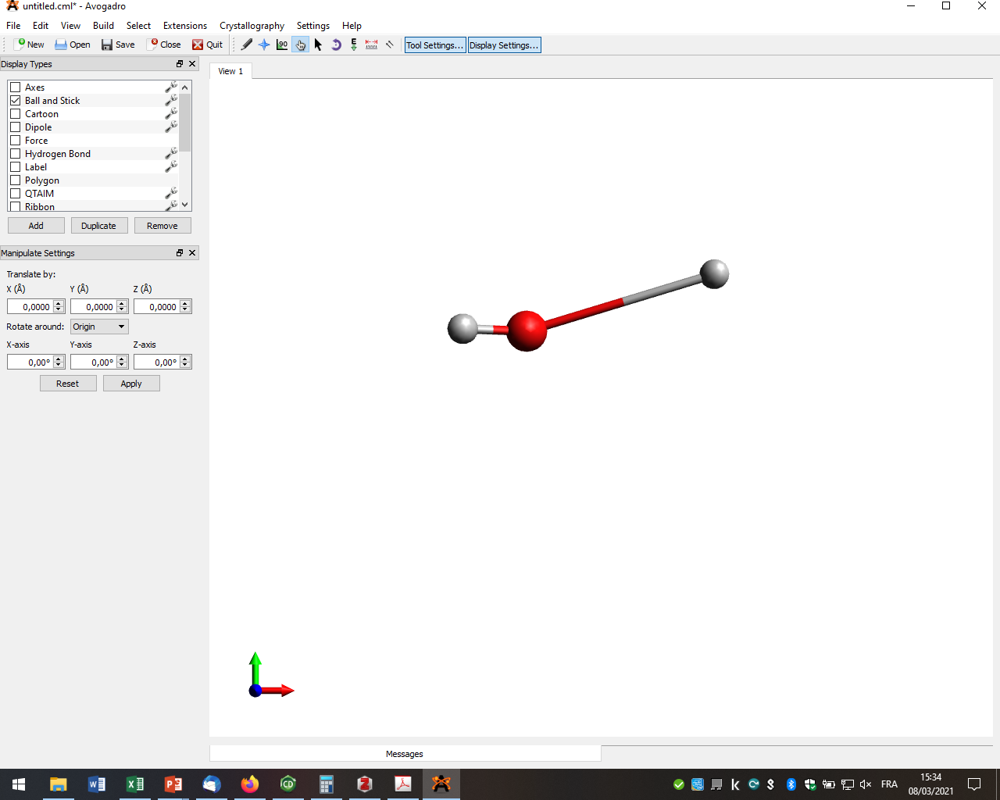 untitled.cml* - Avogadro
File Edit View Build Select Extensions Crystallography Settings Help
New Open Save Close Quit 90 E Tool Settings... Display Settings...
Display Types
View 1
Axes
Ball and Stick
Cartoon
Dipole
Force
Hydrogen Bond
Label
Polygon
QTAIM
Ribbon
Add Duplicate Remove
Manipulate Settings
Translate by:
X (Å) Y (Å) Z (Å)
0,0000 0,0000 0,0000
Rotate around: Origin
X-axis Y-axis Z-axis
0,00° 0,00° 0,00°
Reset Apply
Messages
15:34
FRA
08/03/2021